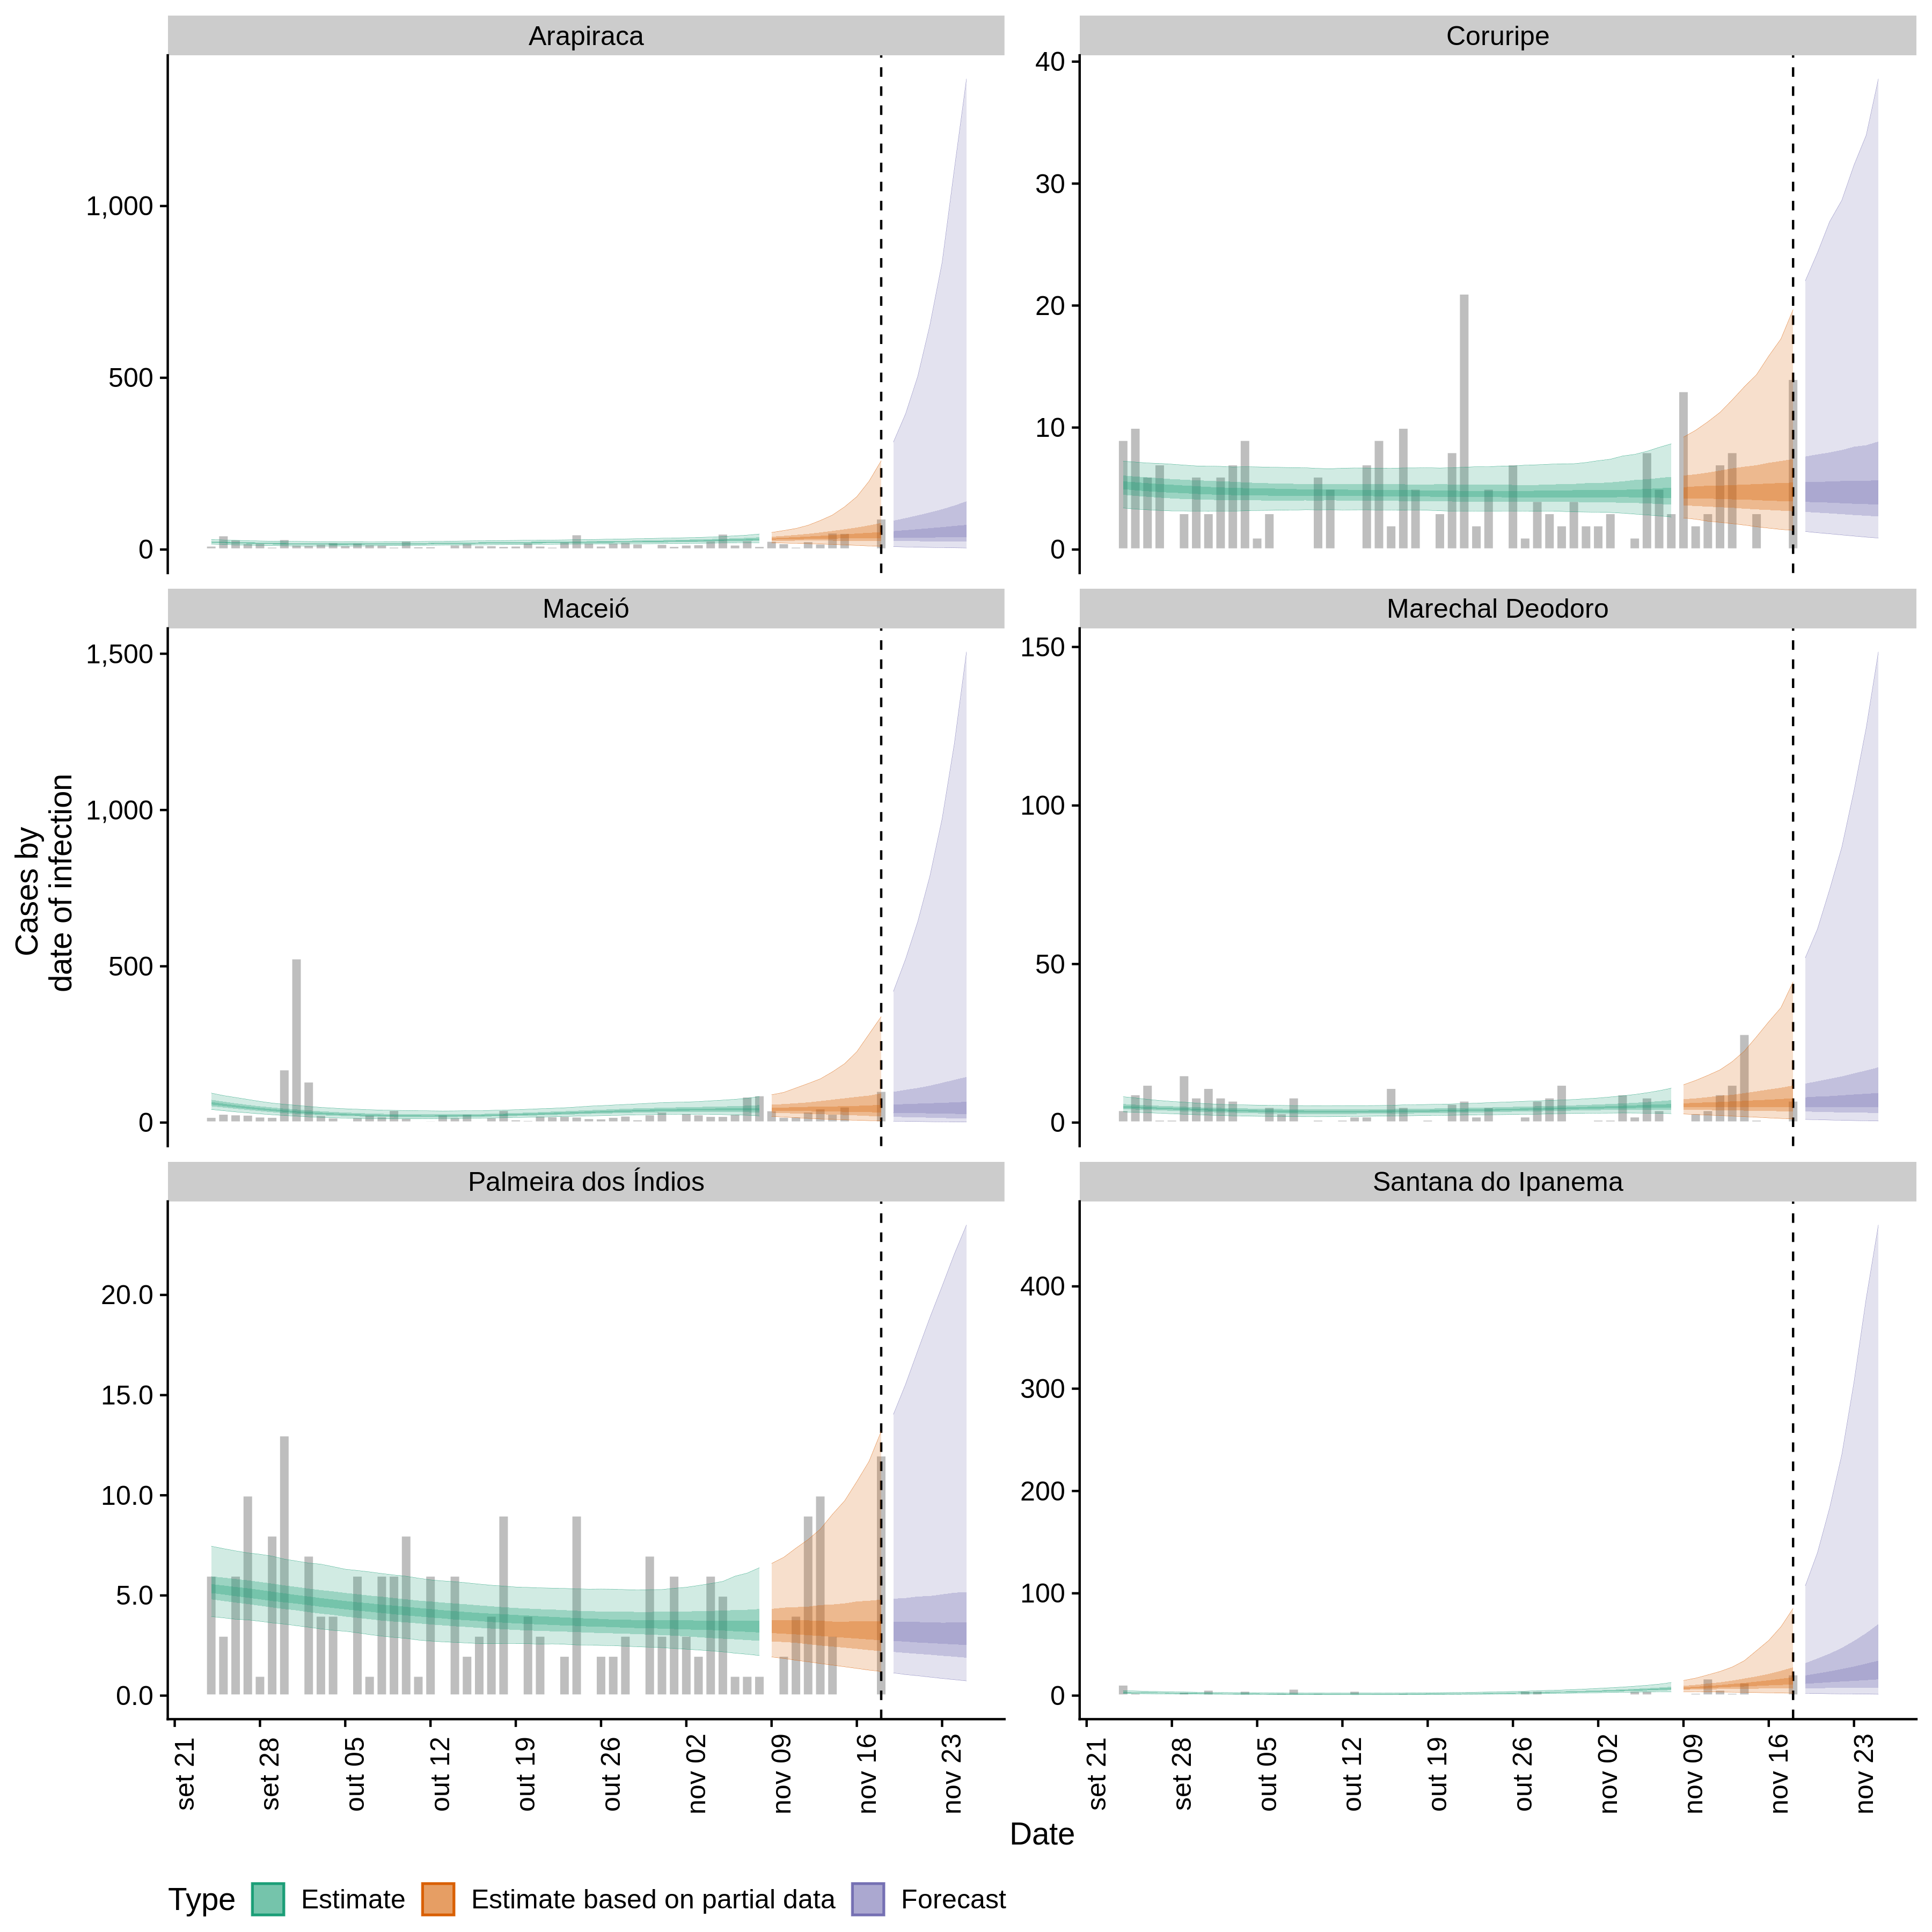 Arapiraca
Coruripe
1,000
500
0
40
30
20
10
0
Maceió
Marechal Deodoro
1,500
1,000
500
0
150
100
50
0
Cases by
date of infection
Palmeira dos Índios
Santana do Ipanema
20.0
15.0
10.0
5.0
0.0
400
300
200
100
0
set 21
set 28
out 05
out 12
out 19
out 26
nov 02
nov 09
nov 16
nov 23
set 21
set 28
out 05
out 12
out 19
out 26
nov 02
nov 09
nov 16
nov 23
Date
Type Estimate Estimate based on partial data Forecast